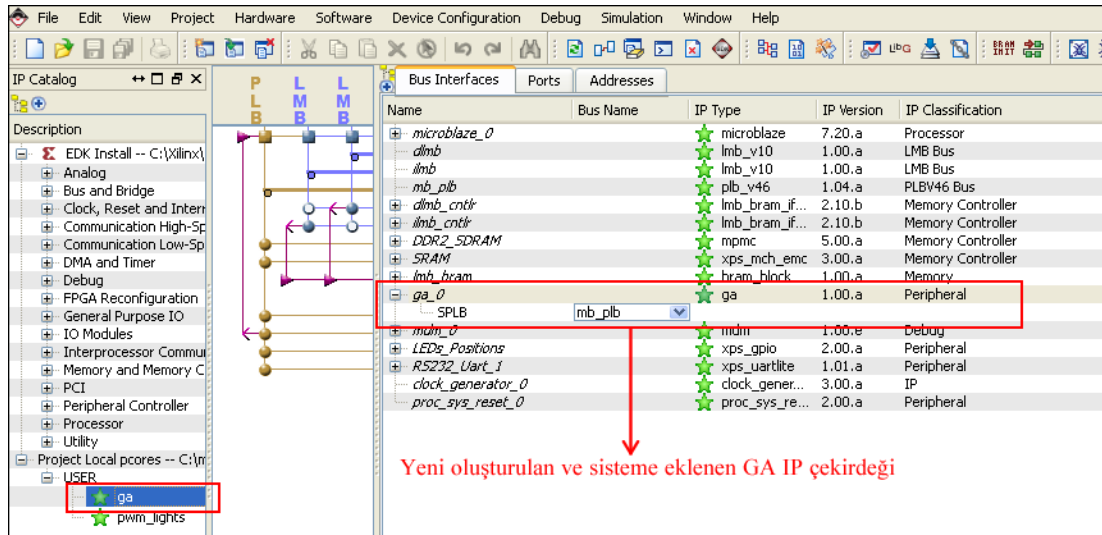 File Edit View Project Hardware Software Device Configuration Debug Simulation Window Help
IP Catalog
Description
EDK Install -- C:\Xilinx\
Analog
Bus and Bridge
Clock, Reset and Interr
Communication High-Sp
Communication Low-Sp
DMA and Timer
Debug
FPGA Reconfiguration
General Purpose IO
IO Modules
Interprocessor Commu
Memory and Memory C
PCI
Peripheral Controller
Processor
Utility
Project Local pcores -- C:\m
USER
ga
pwm_lights
PLB LMB LMB
Bus Interfaces Ports Addresses
Name Bus Name IP Type IP Version IP Classification
microblaze_0 microblaze 7.20.a Processor
dlmb lmb_v10 1.00.a LMB Bus
ilmb lmb_v10 1.00.a LMB Bus
mb_plb plb_v46 1.04.a PLBV46 Bus
dlmb_cntlr lmb_bram_if... 2.10.b Memory Controller
ilmb_cntlr lmb_bram_if... 2.10.b Memory Controller
DDR2_SDRAM mpmc 5.00.a Memory Controller
SRAM xps_mch_emc 3.00.a Memory Controller
lmb_bram bram_block 1.00.a Memory
ga_0 ga 1.00.a Peripheral
SPLB mb_plb
mdm_0 mdm 1.00.e Debug
LEDs_Positions xps_gpio 2.00.a Peripheral
RS232_Uart_1 xps_uartlite 1.01.a Peripheral
clock_generator_0 clock_gener... 3.00.a IP
proc_sys_reset_0 proc_sys_re... 2.00.a Peripheral
Yeni oluşturulan ve sisteme eklenen GA IP çekirdeği